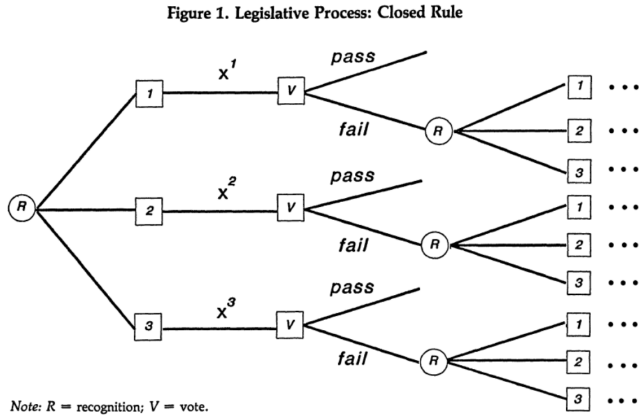 Figure 1. Legislative Process: Closed Rule
pass
x¹
1
V
1
fail
R
2
3
pass
x²
1
R
2
V
fail
R
2
3
pass
x³
1
3
V
fail
R
2
3
Note: R = recognition; V = vote.